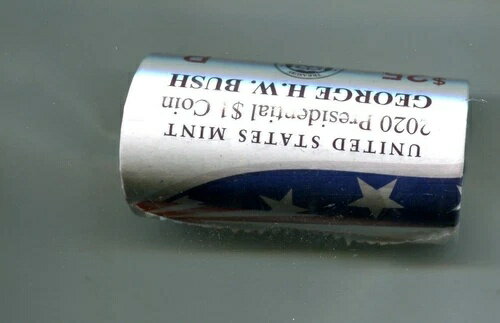 UNITED STATES MINT
2020 Presidential $1 Coin
GEORGE H.W. BUSH
$25